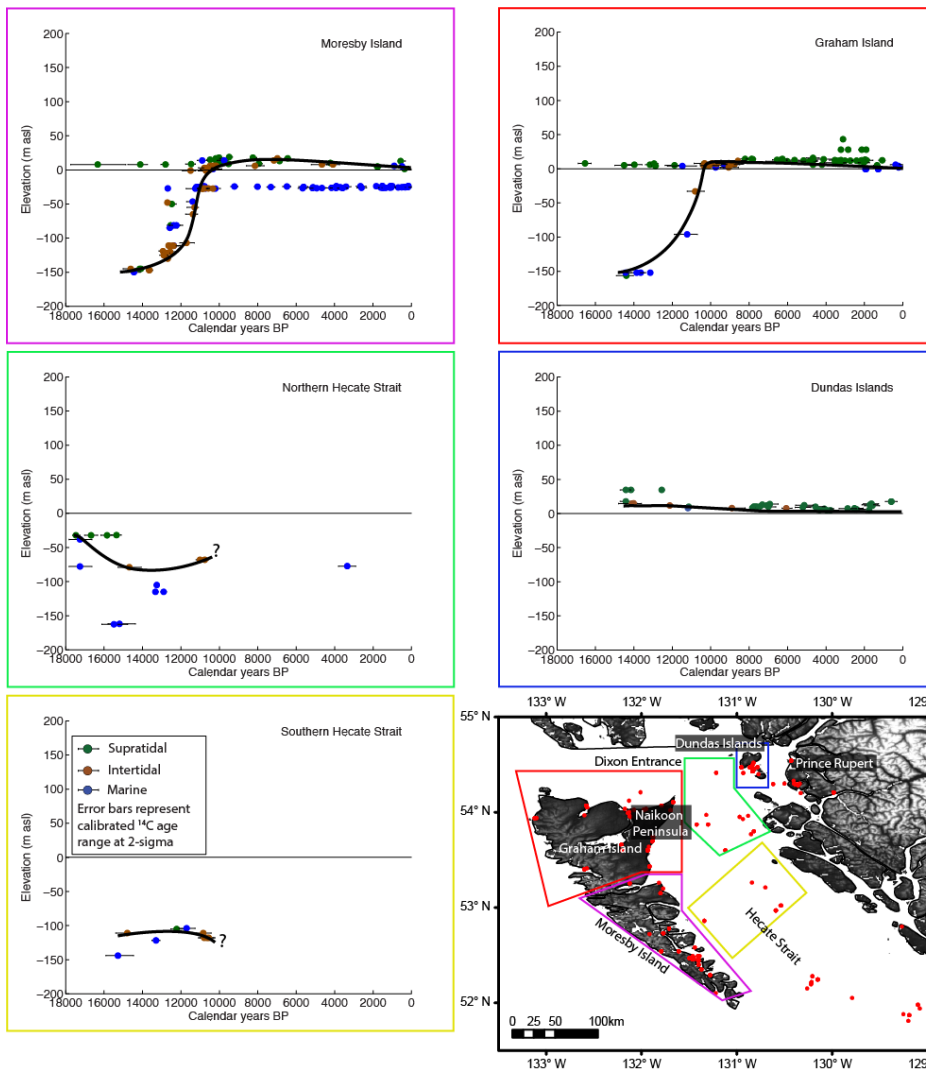 Moresby Island
Elevation (m asl)
200
150
100
50
0
−50
−100
−150
−200
18000 16000 14000 12000 10000 8000 6000 4000 2000 0
Calendar years BP
Graham Island
Elevation (m asl)
200
150
100
50
0
−50
−100
−150
−200
18000 16000 14000 12000 10000 8000 6000 4000 2000 0
Calendar years BP
Northern Hecate Strait
Elevation (m asl)
200
150
100
50
0
−50
−100
−150
−200
?
18000 16000 14000 12000 10000 8000 6000 4000 2000 0
Calendar years BP
Dundas Islands
Elevation (m asl)
200
150
100
50
0
−50
−100
−150
−200
18000 16000 14000 12000 10000 8000 6000 4000 2000 0
Calendar years BP
Southern Hecate Strait
Elevation (m asl)
200
150
100
50
0
−50
−100
−150
−200
Supratidal
Intertidal
Marine
Error bars represent
calibrated ¹⁴C age
range at 2-sigma
?
18000 16000 14000 12000 10000 8000 6000 4000 2000 0
Calendar years BP
133° W 132° W 131° W 130° W 129°
55° N
54° N
53° N
52° N
Dundas Islands
Dixon Entrance
Prince Rupert
Naikoon
Peninsula
Graham Island
Moresby Island
Hecate Strait
0 25 50 100km
133° W 132° W 131° W 130° W 129°